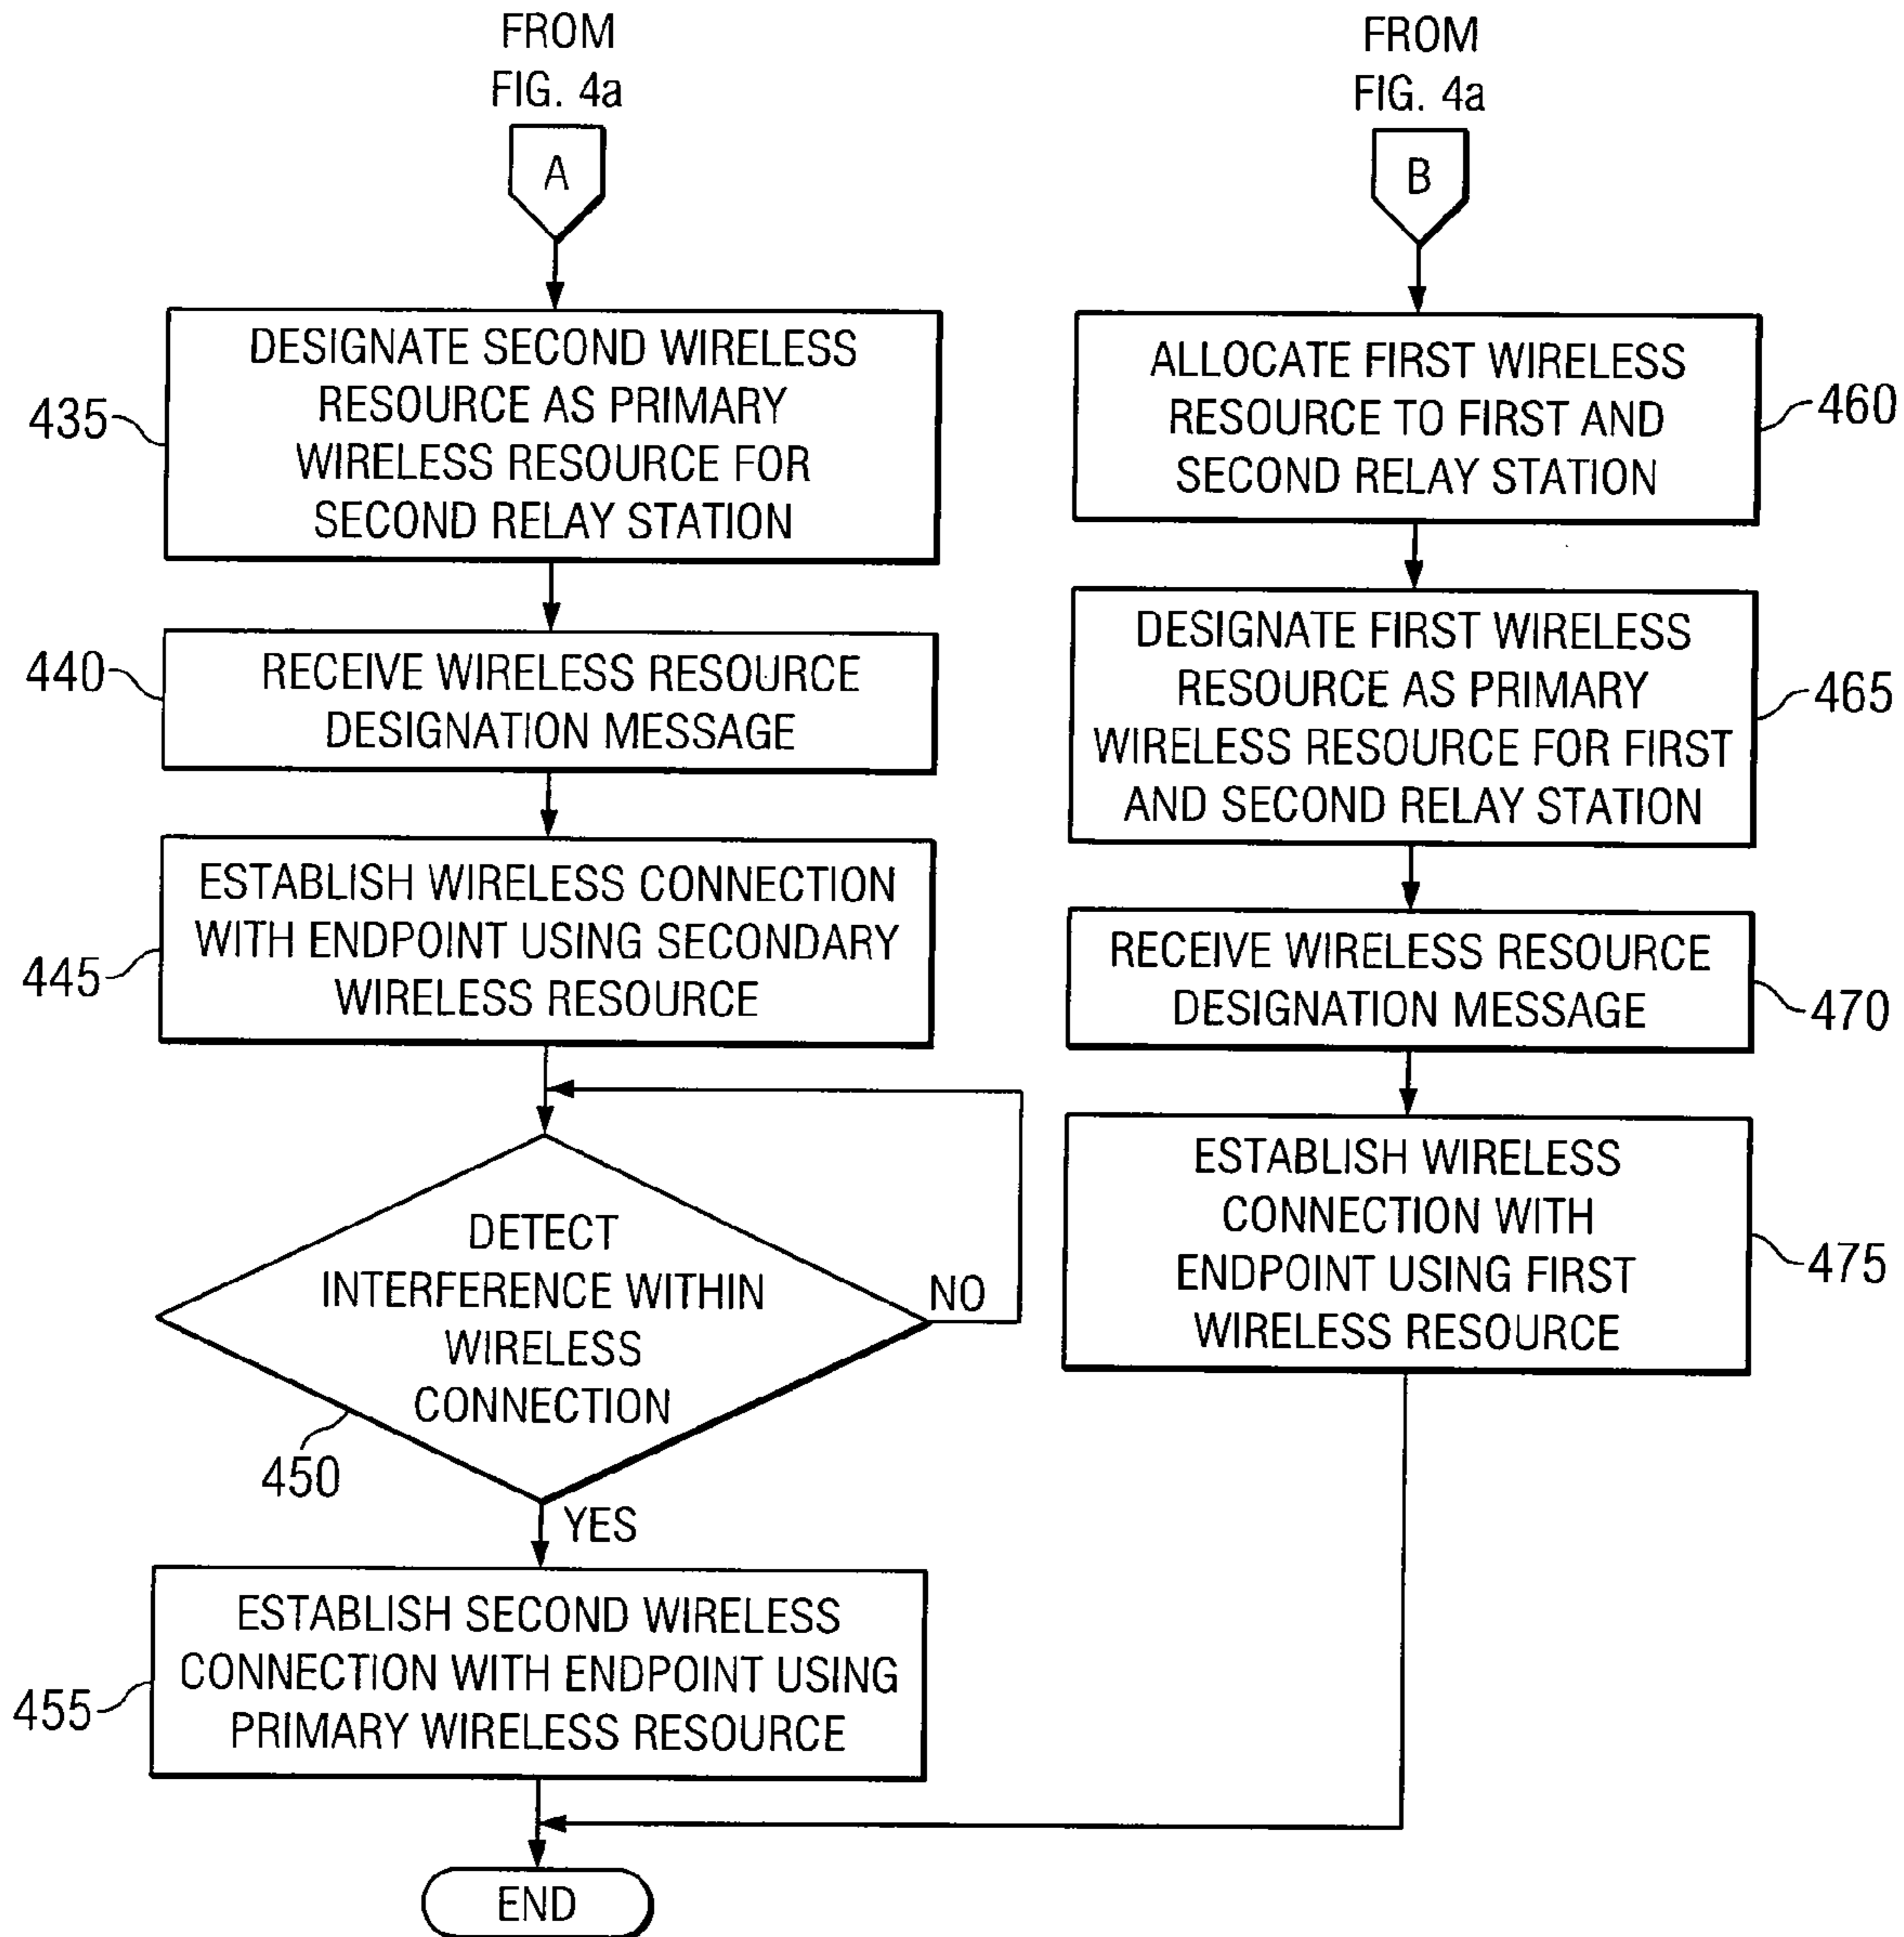 FROM
FIG. 4a
A
435
DESIGNATE SECOND WIRELESS
RESOURCE AS PRIMARY
WIRELESS RESOURCE FOR
SECOND RELAY STATION
440
RECEIVE WIRELESS RESOURCE
DESIGNATION MESSAGE
445
ESTABLISH WIRELESS CONNECTION
WITH ENDPOINT USING SECONDARY
WIRELESS RESOURCE
DETECT
INTERFERENCE WITHIN
WIRELESS
CONNECTION
NO
450
YES
455
ESTABLISH SECOND WIRELESS
CONNECTION WITH ENDPOINT USING
PRIMARY WIRELESS RESOURCE
END
FROM
FIG. 4a
B
ALLOCATE FIRST WIRELESS
RESOURCE TO FIRST AND
SECOND RELAY STATION
460
DESIGNATE FIRST WIRELESS
RESOURCE AS PRIMARY
WIRELESS RESOURCE FOR FIRST
AND SECOND RELAY STATION
465
RECEIVE WIRELESS RESOURCE
DESIGNATION MESSAGE
470
ESTABLISH WIRELESS
CONNECTION WITH
ENDPOINT USING FIRST
WIRELESS RESOURCE
475